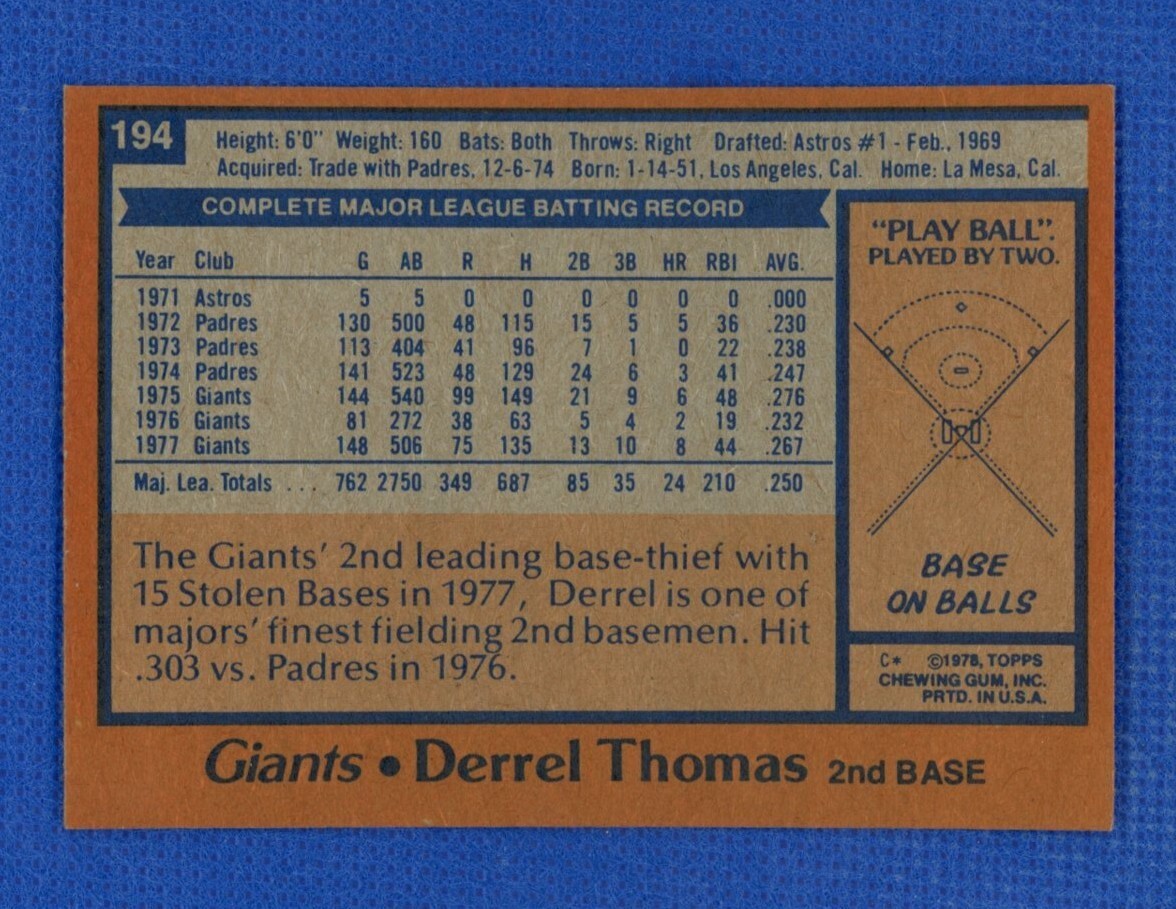 194
Height: 6'0" Weight: 160 Bats: Both Throws: Right Drafted: Astros #1 - Feb., 1969
Acquired: Trade with Padres, 12-6-74 Born: 1-14-51, Los Angeles, Cal. Home: La Mesa, Cal.
COMPLETE MAJOR LEAGUE BATTING RECORD
Year Club G AB R H 2B 3B HR RBI AVG.
1971 Astros 5 5 0 0 0 0 0 0 .000
1972 Padres 130 500 48 115 15 5 5 36 .230
1973 Padres 113 404 41 96 7 1 0 22 .238
1974 Padres 141 523 48 129 24 6 3 41 .247
1975 Giants 144 540 99 149 21 9 6 48 .276
1976 Giants 81 272 38 63 5 4 2 19 .232
1977 Giants 148 506 75 135 13 10 8 44 .267
Maj. Lea. Totals ... 762 2750 349 687 85 35 24 210 .250
The Giants' 2nd leading base-thief with
15 Stolen Bases in 1977, Derrel is one of
majors' finest fielding 2nd basemen. Hit
.303 vs. Padres in 1976.
"PLAY BALL".
PLAYED BY TWO.
BASE
ON BALLS
C* ©1978, TOPPS
CHEWING GUM, INC.
PRTD. IN U.S.A.
Giants • Derrel Thomas 2nd BASE